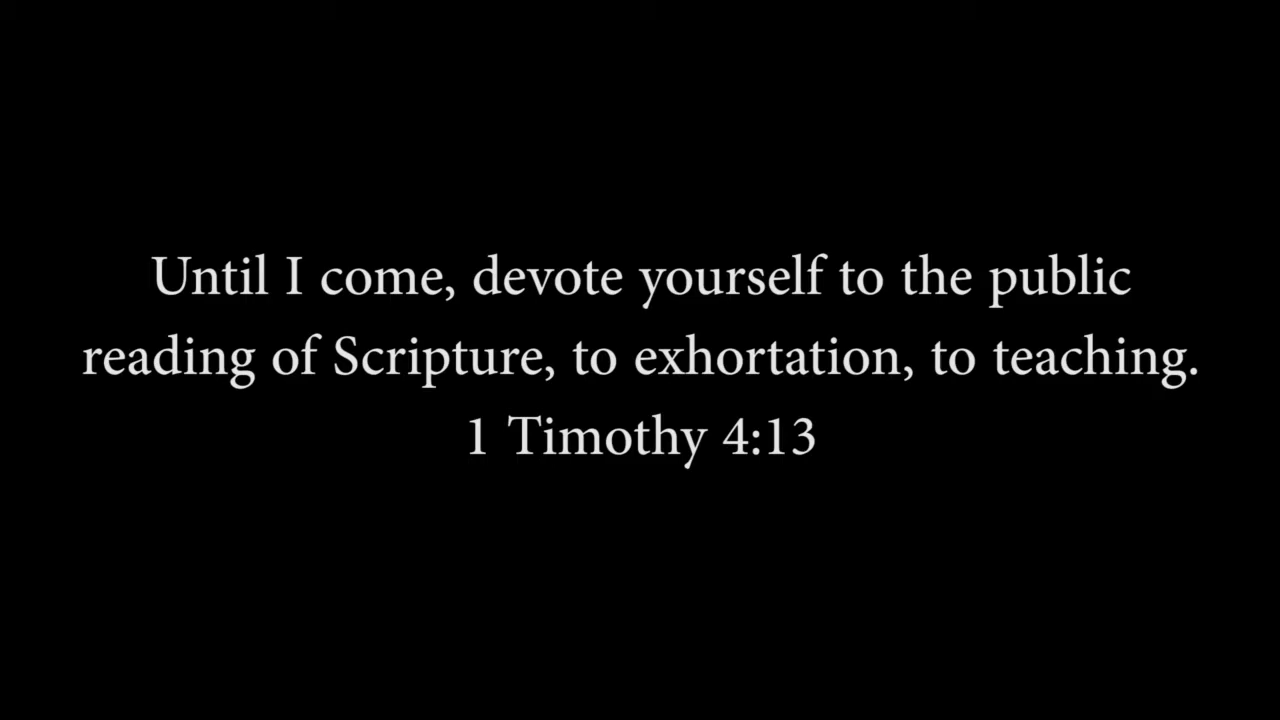 Until I come, devote yourself to the public
reading of Scripture, to exhortation, to teaching.
1 Timothy 4:13